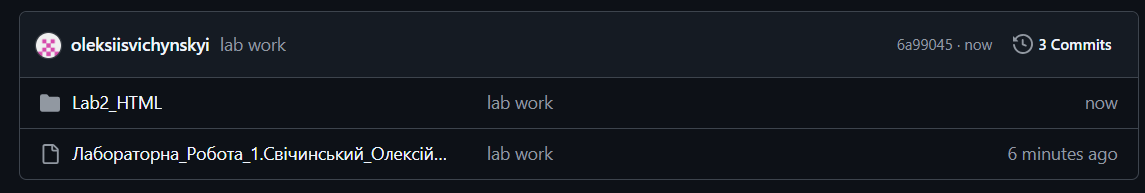 oleksiisvichynskyi lab work 6a99045 · now 3 Commits
Lab2_HTML lab work now
Лабораторна_Робота_1.Свічинський_Олексій... lab work 6 minutes ago